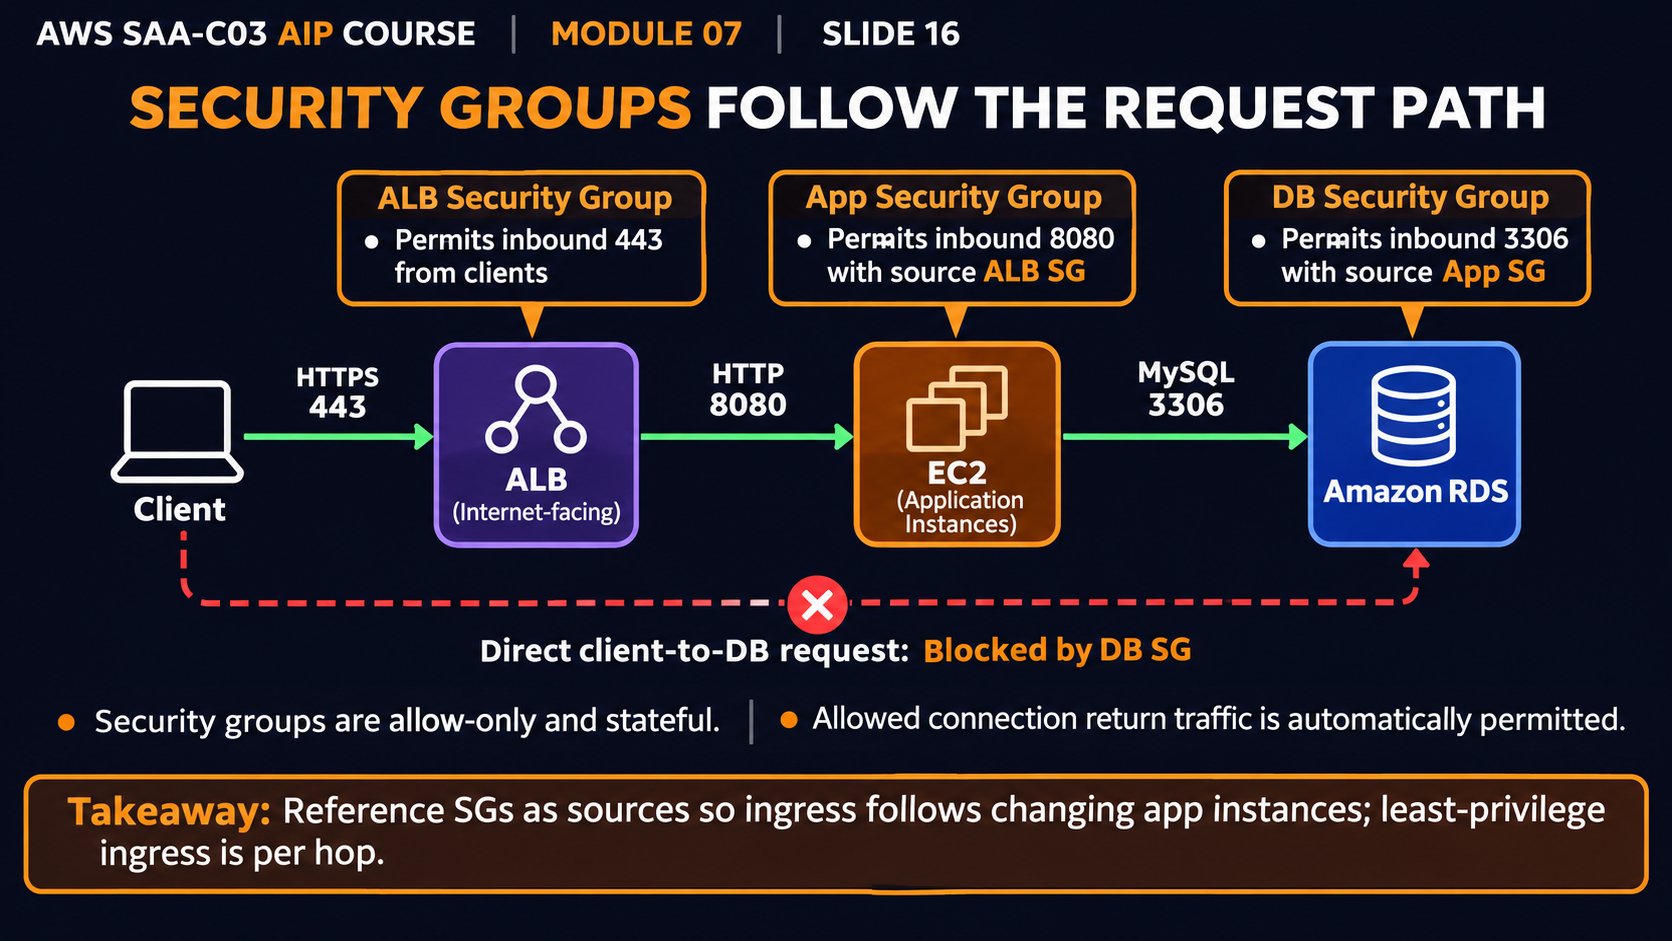 AWS SAA-C03 AIP COURSE | MODULE 07 | SLIDE 16
SECURITY GROUPS FOLLOW THE REQUEST PATH
ALB Security Group
• Permits inbound 443
from clients
App Security Group
• Permits inbound 8080
with source ALB SG
DB Security Group
• Permits inbound 3306
with source App SG
Client
HTTPS
443
ALB
(Internet-facing)
HTTP
8080
EC2
(Application
Instances)
MySQL
3306
Amazon RDS
Direct client-to-DB request: Blocked by DB SG
• Security groups are allow-only and stateful. | • Allowed connection return traffic is automatically permitted.
Takeaway: Reference SGs as sources so ingress follows changing app instances; least-privilege
ingress is per hop.